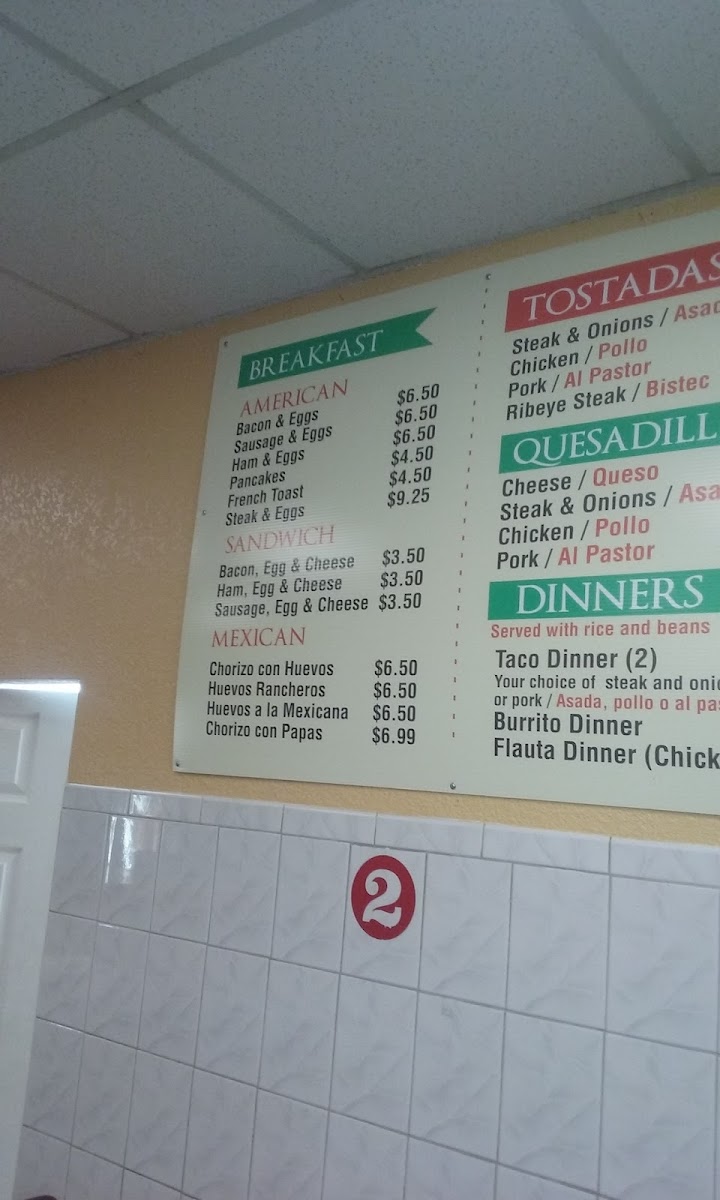 BREAKFAST
AMERICAN
Bacon & Eggs $6.50
Sausage & Eggs $6.50
Ham & Eggs $6.50
Pancakes $4.50
French Toast $4.50
Steak & Eggs $9.25
SANDWICH
Bacon, Egg & Cheese $3.50
Ham, Egg & Cheese $3.50
Sausage, Egg & Cheese $3.50
MEXICAN
Chorizo con Huevos $6.50
Huevos Rancheros $6.50
Huevos a la Mexicana $6.50
Chorizo con Papas $6.99
TOSTADAS
Steak & Onions /
Chicken / Pollo
Pork / Al Pastor
Ribeye Steak / Bistec
QUESADILL
Cheese / Queso
Steak & Onions /
Chicken / Pollo
Pork / Al Pastor
DINNERS
Served with rice and beans
Taco Dinner (2)
Your choice of steak and
or pork / Asada, pollo o al
Burrito Dinner
Flauta Dinner (Chick
2